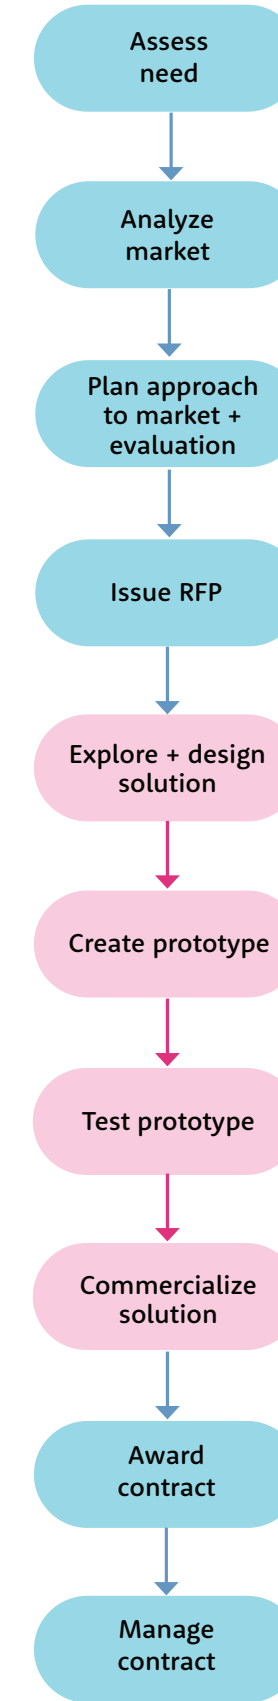 Assess
need
Analyze
market
Plan approach
to market +
evaluation
Issue RFP
Explore + design
solution
Create prototype
Test prototype
Commercialize
solution
Award
contract
Manage
contract